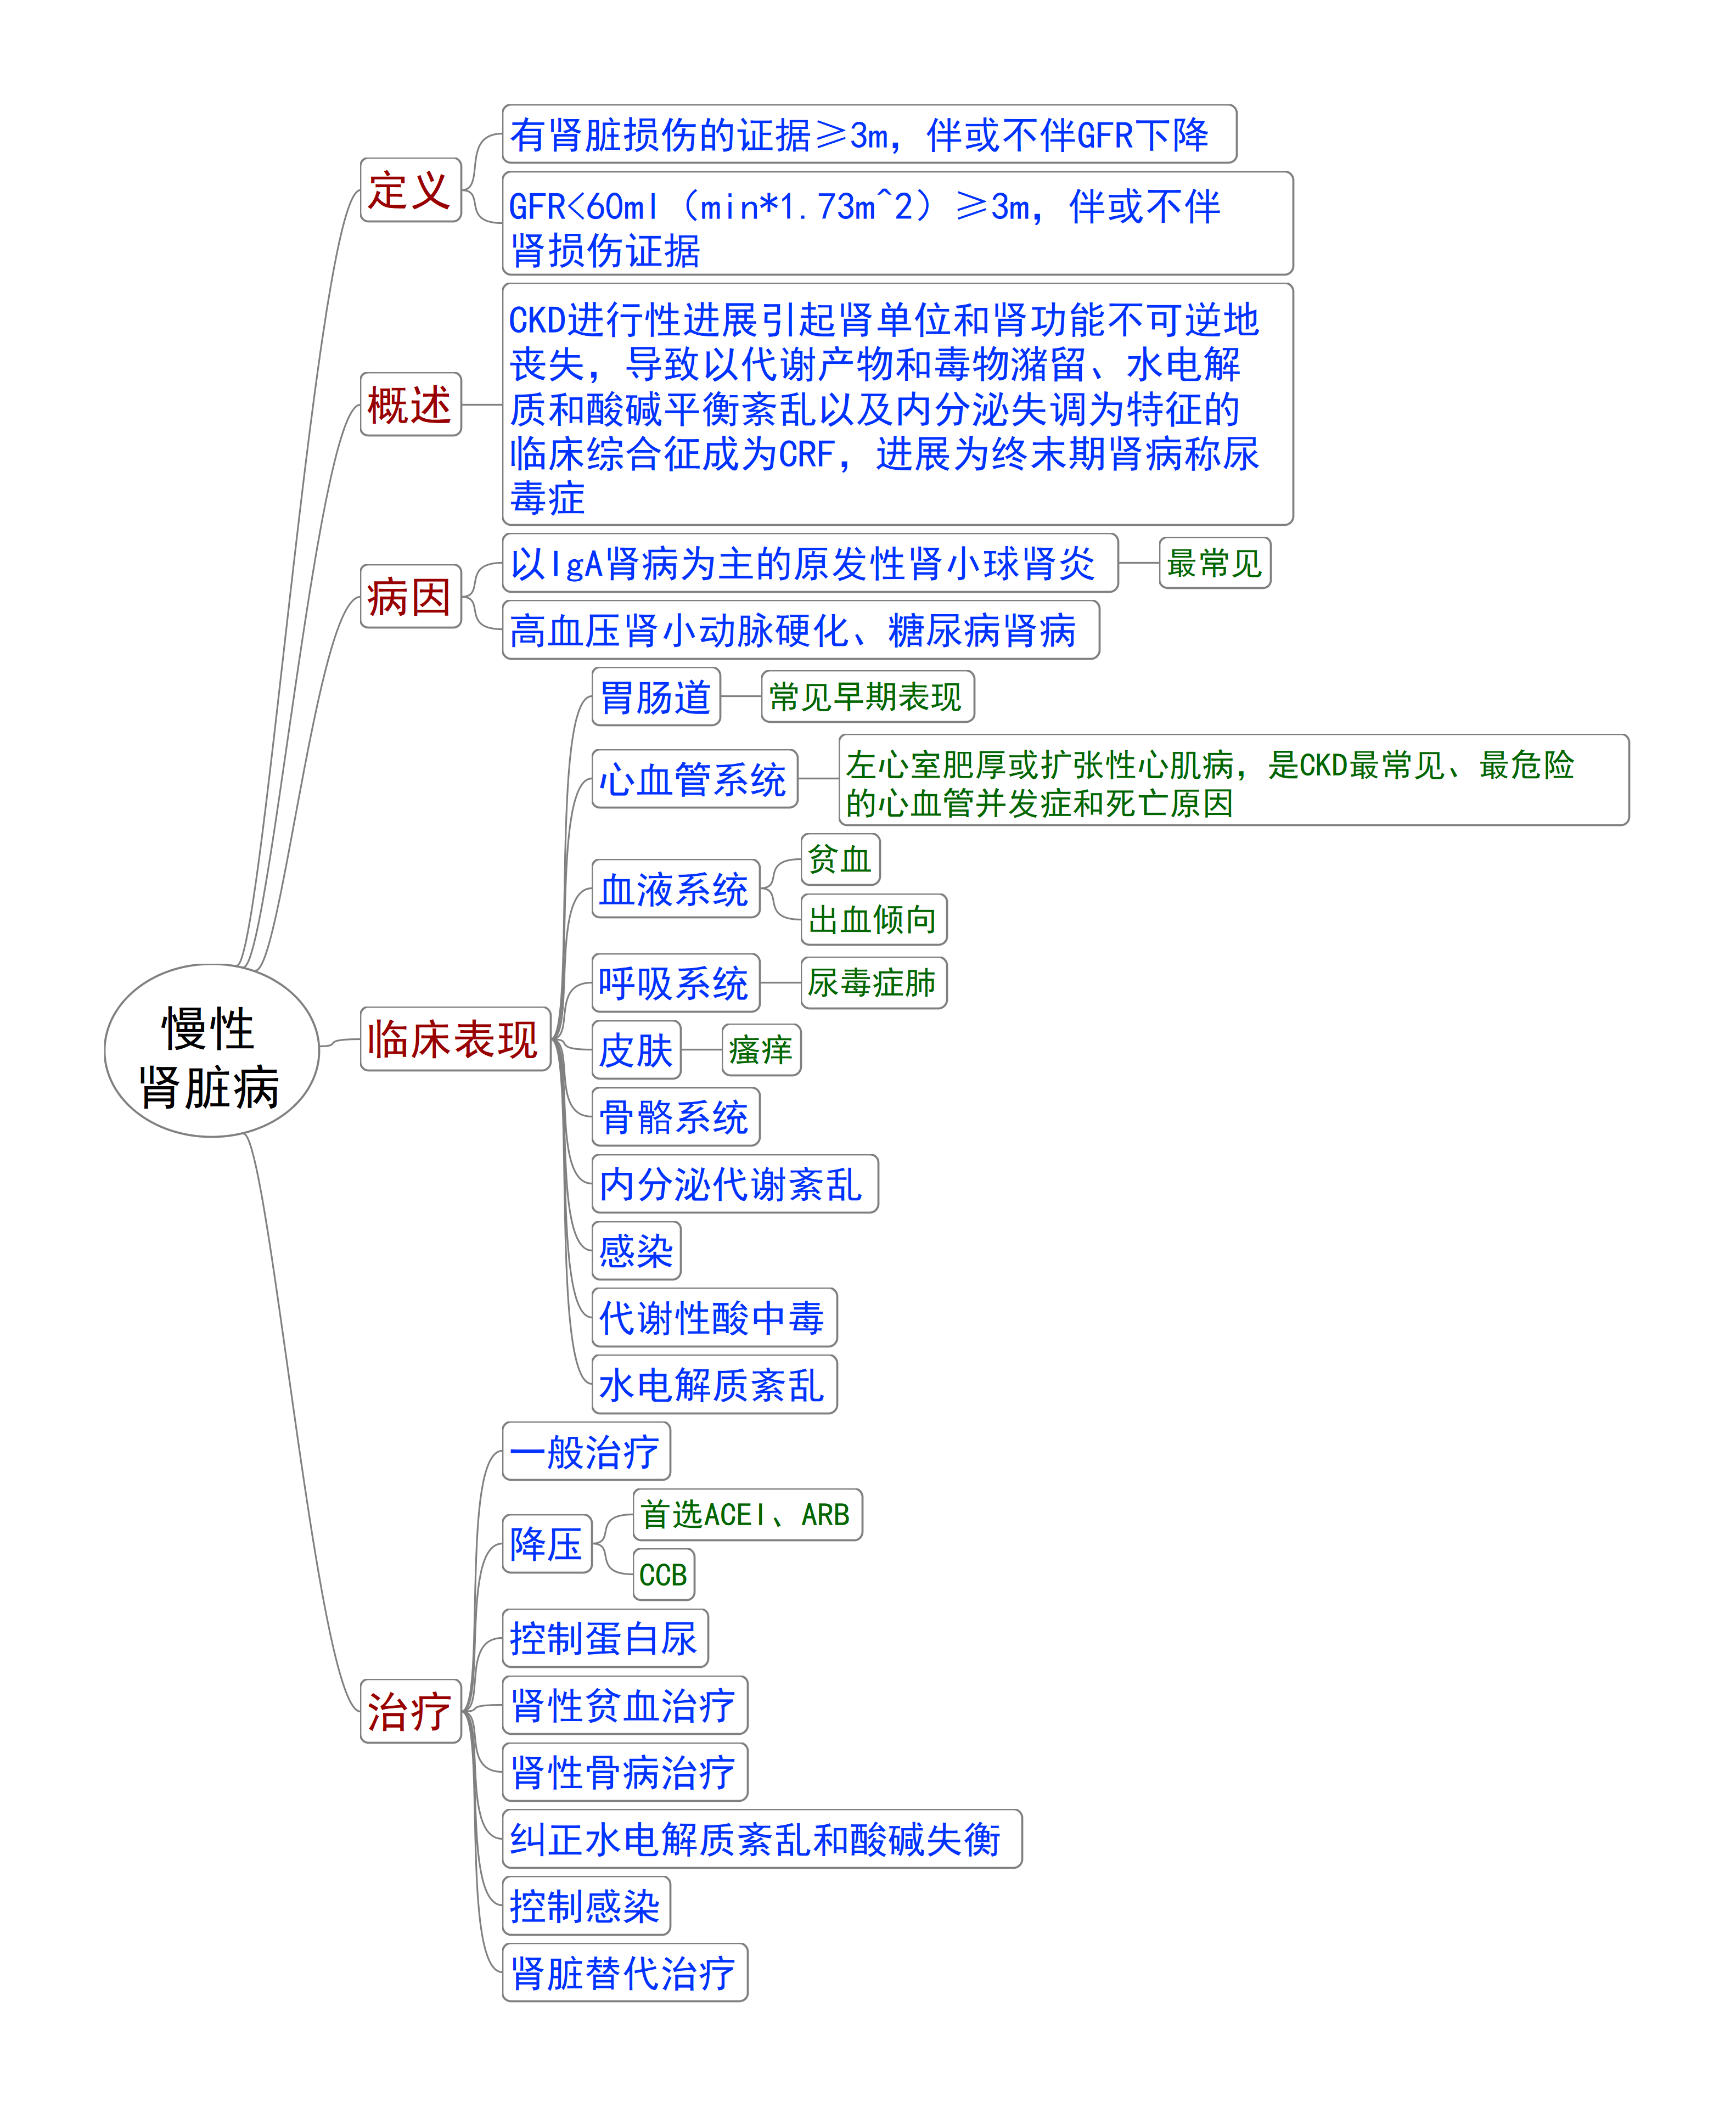 有肾脏损伤的证据≥3m，伴或不伴GFR下降
定义
GFR<60ml（min*1.73m^2）≥3m，伴或不伴
肾损伤证据
CKD进行性进展引起肾单位和肾功能不可逆地
丧失，导致以代谢产物和毒物潴留、水电解
概述
质和酸碱平衡紊乱以及内分泌失调为特征的
临床综合征成为CRF，进展为终末期肾病称尿
毒症
以IgA肾病为主的原发性肾小球肾炎
最常见
病因
高血压肾小动脉硬化、糖尿病肾病
胃肠道
常见早期表现
心血管系统
左心室肥厚或扩张性心肌病，是CKD最常见、最危险
的心血管并发症和死亡原因
血液系统
贫血
出血倾向
呼吸系统
尿毒症肺
慢性
肾脏病
临床表现
皮肤
瘙痒
骨骼系统
内分泌代谢紊乱
感染
代谢性酸中毒
水电解质紊乱
一般治疗
降压
首选ACEI、ARB
CCB
控制蛋白尿
治疗
肾性贫血治疗
肾性骨病治疗
纠正水电解质紊乱和酸碱失衡
控制感染
肾脏替代治疗